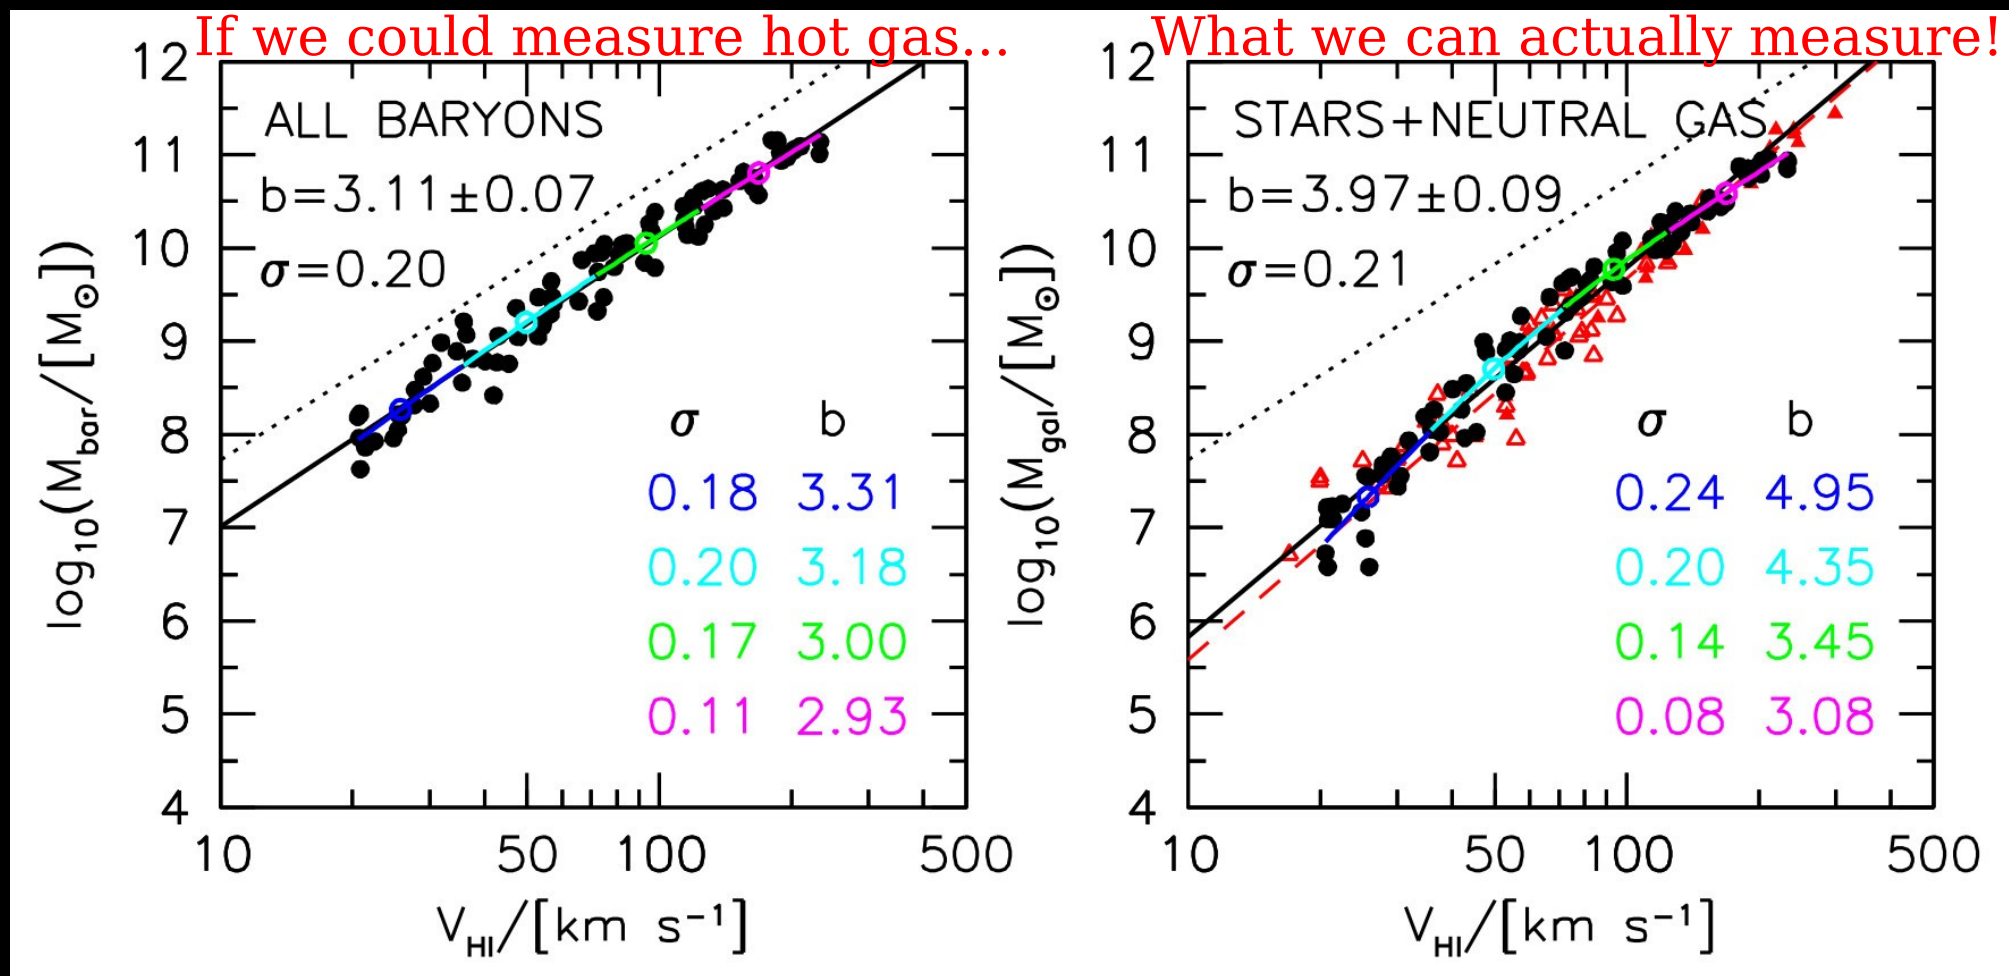 If we could measure hot gas...
What we can actually measure!
ALL BARYONS
b=3.11±0.07
σ=0.20
σ b
0.18 3.31
0.20 3.18
0.17 3.00
0.11 2.93
12
11
10
9
8
7
6
5
4
log₁₀(M_bar/[M⊙])
10 50 100 500
V_HI/[km s⁻¹]
STARS+NEUTRAL GAS
b=3.97±0.09
σ=0.21
σ b
0.24 4.95
0.20 4.35
0.14 3.45
0.08 3.08
12
11
10
9
8
7
6
5
4
log₁₀(M_gal/[M⊙])
10 50 100 500
V_HI/[km s⁻¹]